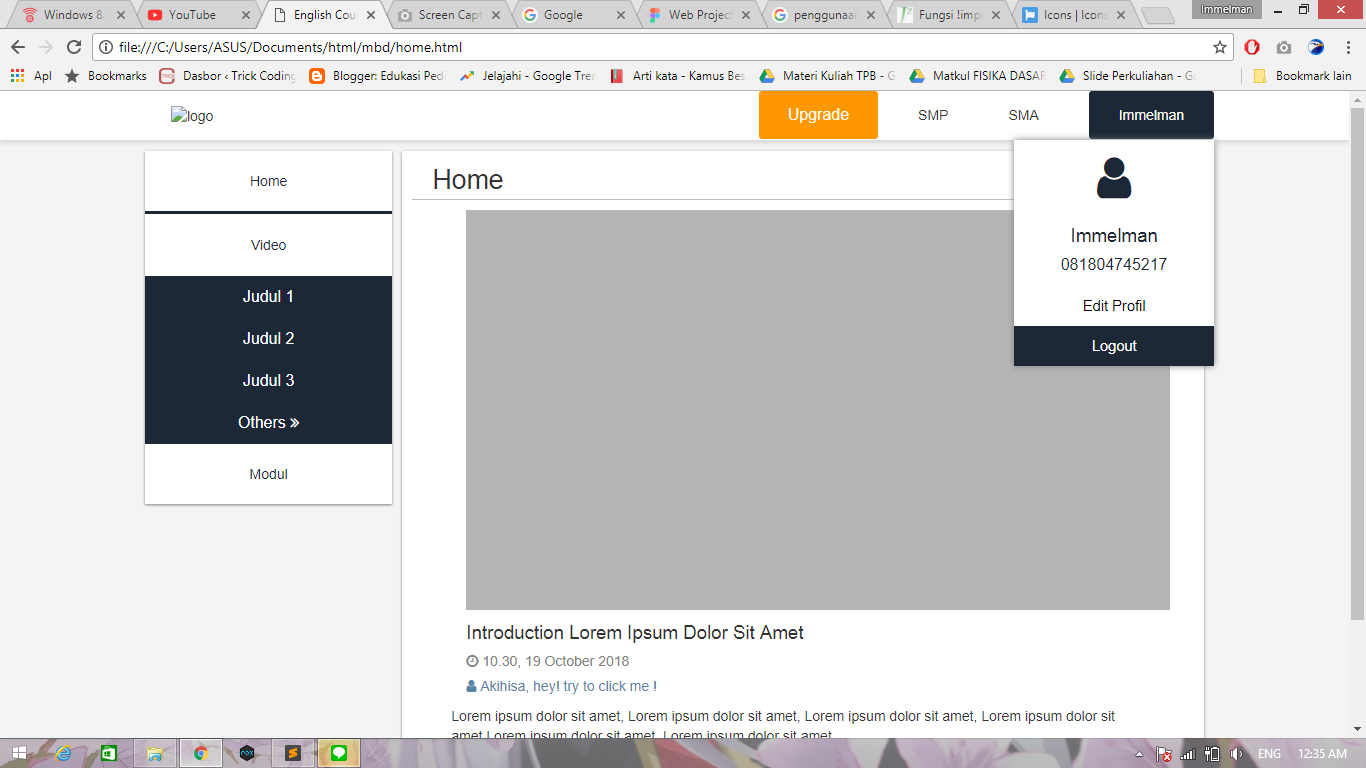 Windows 8.
YouTube
English Cou
Screen Capt
Google
Web Project
penggunaan
Fungsi !imp
Icons | Icons
Immelman
file:///C:/Users/ASUS/Documents/html/mbd/home.html
Apl
Bookmarks
Dasbor ‹ Trick Coding
Blogger: Edukasi Pedi
Jelajahi - Google Tren
Arti kata - Kamus Bes
Materi Kuliah TPB - G
Matkul FISIKA DASAR
Slide Perkuliahan - Go
Bookmark lain
logo
Upgrade
SMP
SMA
Immelman
Home
Video
Judul 1
Judul 2
Judul 3
Others »
Modul
Home
Immelman
081804745217
Edit Profil
Logout
Introduction Lorem Ipsum Dolor Sit Amet
10.30, 19 October 2018
Akihisa, hey! try to click me !
Lorem ipsum dolor sit amet, Lorem ipsum dolor sit amet, Lorem ipsum dolor sit amet, Lorem ipsum dolor sit
amet,Lorem ipsum dolor sit amet, Lorem ipsum dolor sit amet
nox
ENG
12:35 AM